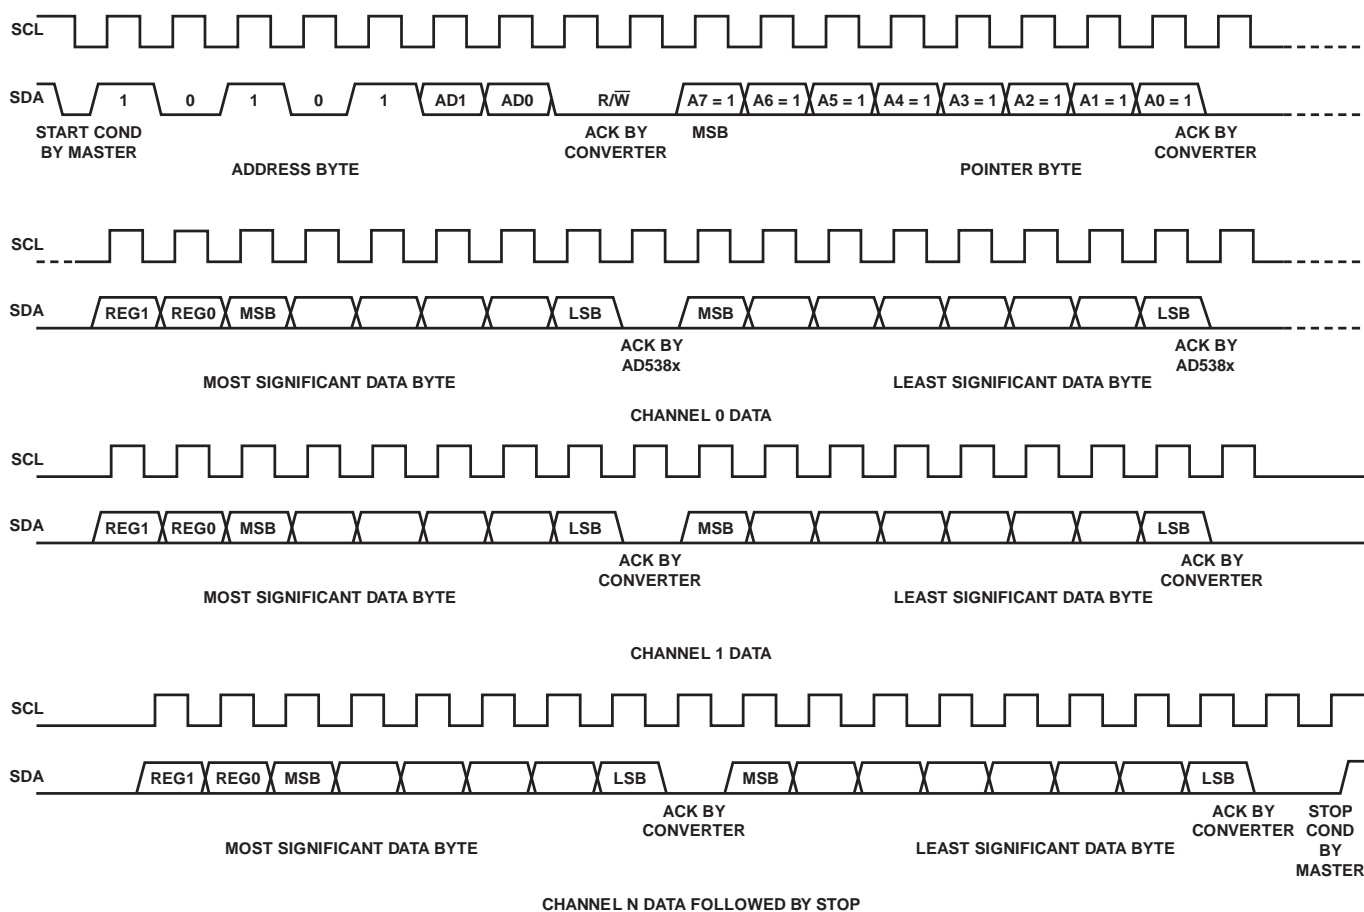 SCL
SDA 1 0 1 0 1 AD1 AD0 R/W̅ A7 = 1 A6 = 1 A5 = 1 A4 = 1 A3 = 1 A2 = 1 A1 = 1 A0 = 1
START COND BY MASTER
ACK BY CONVERTER
MSB
ACK BY CONVERTER
ADDRESS BYTE
POINTER BYTE
SCL
SDA REG1 REG0 MSB LSB MSB LSB
ACK BY AD538x
ACK BY AD538x
MOST SIGNIFICANT DATA BYTE
LEAST SIGNIFICANT DATA BYTE
CHANNEL 0 DATA
SCL
SDA REG1 REG0 MSB LSB MSB LSB
ACK BY CONVERTER
ACK BY CONVERTER
MOST SIGNIFICANT DATA BYTE
LEAST SIGNIFICANT DATA BYTE
CHANNEL 1 DATA
SCL
SDA REG1 REG0 MSB LSB MSB LSB
ACK BY CONVERTER
ACK BY CONVERTER
STOP COND BY MASTER
MOST SIGNIFICANT DATA BYTE
LEAST SIGNIFICANT DATA BYTE
CHANNEL N DATA FOLLOWED BY STOP